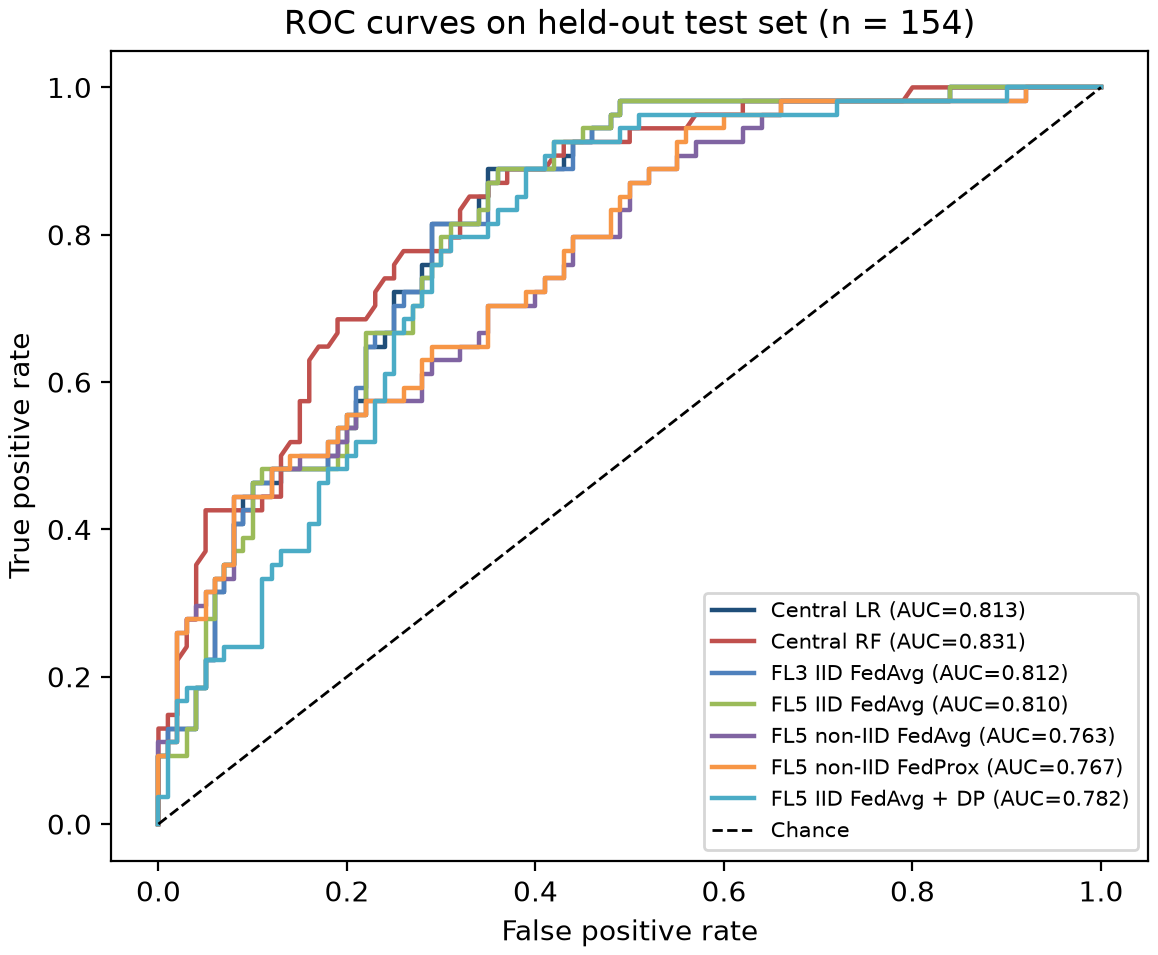 ROC curves on held-out test set (n = 154)
True positive rate
1.0
0.8
0.6
0.4
0.2
0.0
0.0 0.2 0.4 0.6 0.8 1.0
False positive rate
Central LR (AUC=0.813)
Central RF (AUC=0.831)
FL3 IID FedAvg (AUC=0.812)
FL5 IID FedAvg (AUC=0.810)
FL5 non-IID FedAvg (AUC=0.763)
FL5 non-IID FedProx (AUC=0.767)
FL5 IID FedAvg + DP (AUC=0.782)
Chance